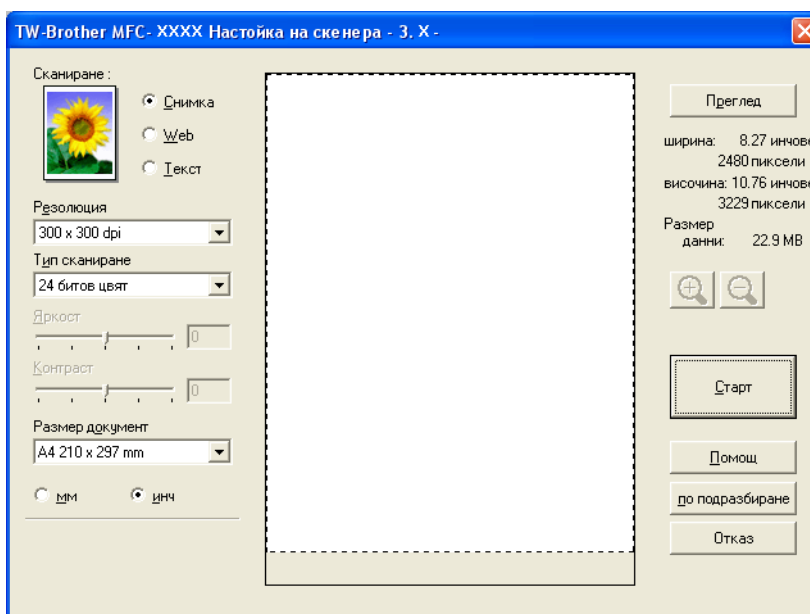 TW-Brother MFC- XXXX Настойка на скенера - 3. X -
Сканиране :
Снимка
Web
Текст
Резолюция
300 x 300 dpi
Тип сканиране
24 битов цвят
Яркост
0
Контраст
0
Размер документ
A4 210 x 297 mm
мм
инч
Преглед
ширина: 8.27 инчове
2480 пиксели
височина: 10.76 инчове
3229 пиксели
Размер
данни: 22.9 MB
Старт
Помощ
по подразбиране
Отказ